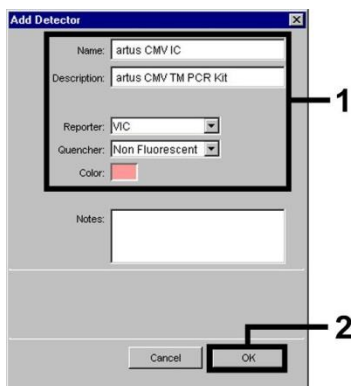 Add Detector
Name: artus CMV IC
Description: artus CMV TM PCR Kit
1
Reporter: VIC
Quencher: Non Fluorescent
Color:
Notes:
2
Cancel OK